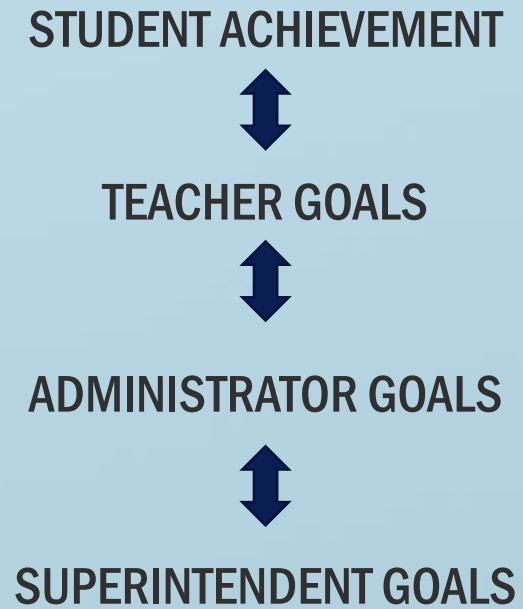 STUDENT ACHIEVEMENT
TEACHER GOALS
ADMINISTRATOR GOALS
SUPERINTENDENT GOALS